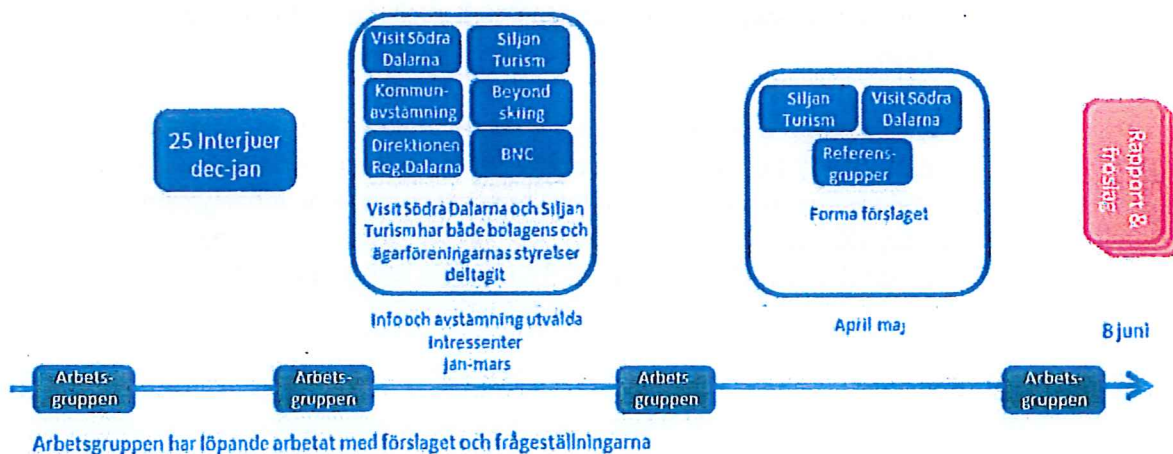 25 Interjuer
dec-jan
Visit Södra
Dalarna
Siljan
Turism
Kommun-
avstämning
Beyond
skiing
Direktionen
Reg.Dalarna
BNC
Visit Södra Dalarna och Siljan
Turism har både bolagens och
ägarföreningarnas styrelser
deltagit
Info och avstämning utvalda
intressenter
jan-mars
Siljan
Turism
Visit Södra
Dalarna
Referens-
grupper
Forma förslaget
April maj
Rapport &
fröslag
8 juni
Arbets-
gruppen
Arbets-
gruppen
Arbets
gruppen
Arbets-
gruppen
Arbetsgruppen har löpande arbetat med förslaget och frågeställningarna